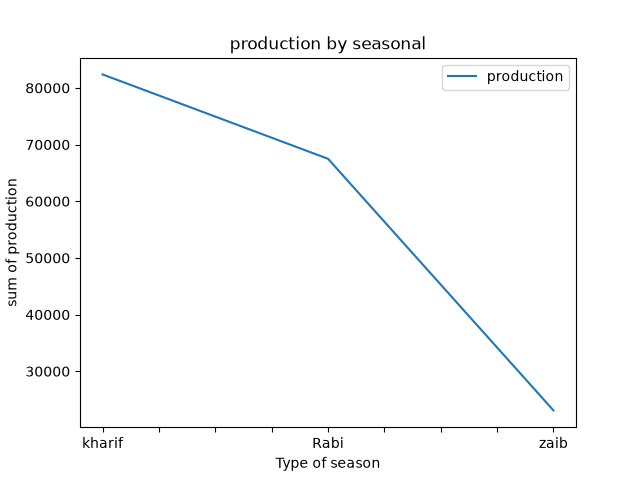 production by seasonal
production
80000
70000
60000
50000
40000
30000
sum of production
kharif Rabi zaib
Type of season